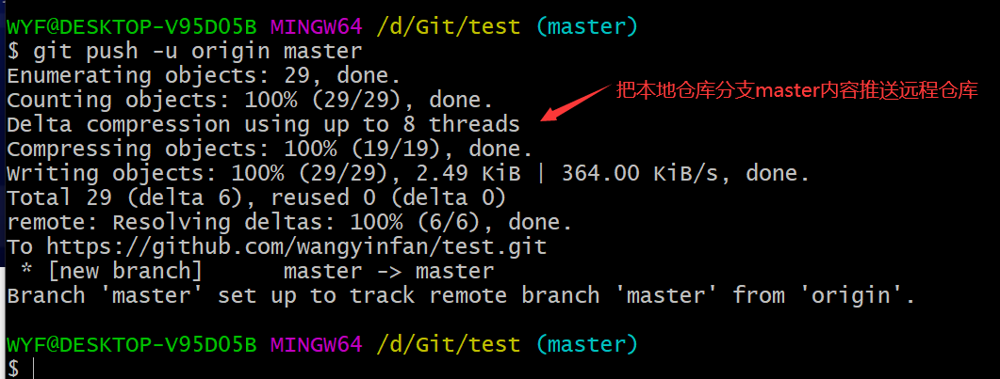 WYF@DESKTOP-V95D05B MINGW64 /d/Git/test (master)
$ git push -u origin master
Enumerating objects: 29, done.
Counting objects: 100% (29/29), done.
把本地仓库分支master内容推送远程仓库
Delta compression using up to 8 threads
Compressing objects: 100% (19/19), done.
Writing objects: 100% (29/29), 2.49 KiB | 364.00 KiB/s, done.
Total 29 (delta 6), reused 0 (delta 0)
remote: Resolving deltas: 100% (6/6), done.
To https://github.com/wangyinfan/test.git
 * [new branch]      master -> master
Branch 'master' set up to track remote branch 'master' from 'origin'.
WYF@DESKTOP-V95D05B MINGW64 /d/Git/test (master)
$